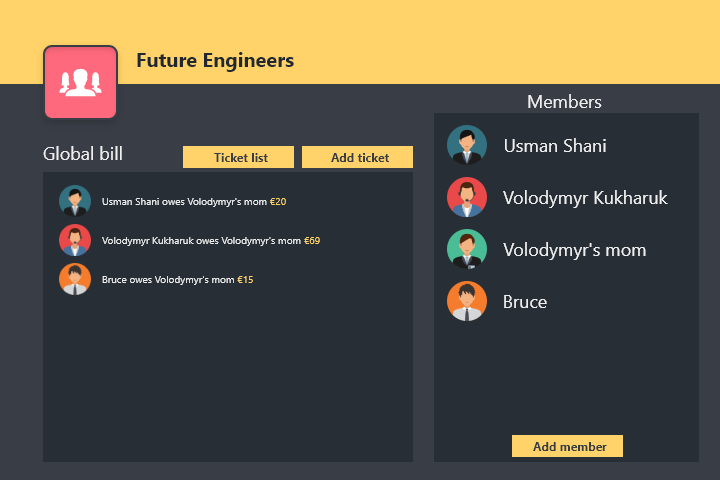 Future Engineers
Members
Global bill
Ticket list
Add ticket
Usman Shani owes Volodymyr's mom €20
Volodymyr Kukharuk owes Volodymyr's mom €69
Bruce owes Volodymyr's mom €15
Usman Shani
Volodymyr Kukharuk
Volodymyr's mom
Bruce
Add member